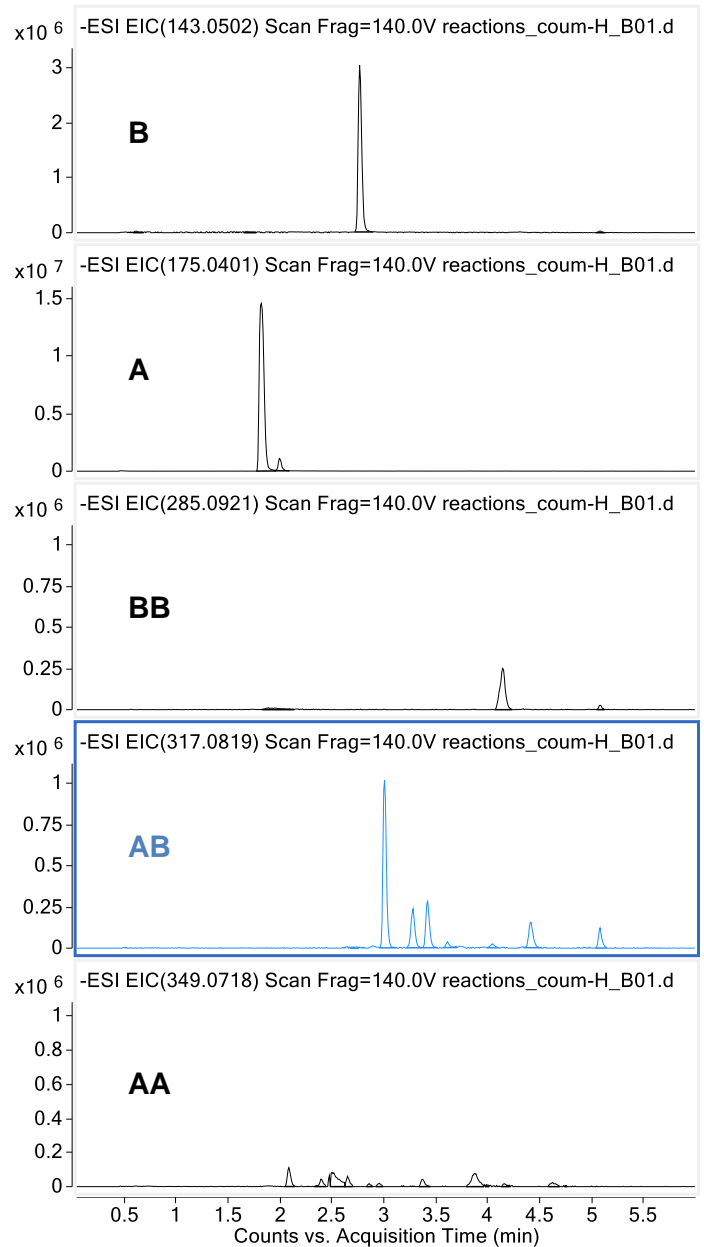 x10 6 -ESI EIC(143.0502) Scan Frag=140.0V reactions_coum-H_B01.d
3
B
2
1
0
x10 7 -ESI EIC(175.0401) Scan Frag=140.0V reactions_coum-H_B01.d
1.5
1
A
0.5
0
x10 6 -ESI EIC(285.0921) Scan Frag=140.0V reactions_coum-H_B01.d
1
0.75
BB
0.5
0.25
0
x10 6 -ESI EIC(317.0819) Scan Frag=140.0V reactions_coum-H_B01.d
1
0.75
AB
0.5
0.25
0
x10 6 -ESI EIC(349.0718) Scan Frag=140.0V reactions_coum-H_B01.d
1
0.8
AA
0.6
0.4
0.2
0
0.5 1 1.5 2 2.5 3 3.5 4 4.5 5 5.5
Counts vs. Acquisition Time (min)